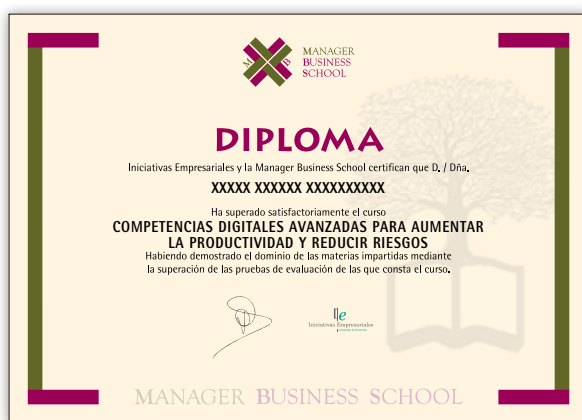 M B
MANAGER
BUSINESS
SCHOOL
DIPLOMA
Iniciativas Empresariales y la Manager Business School certifican que D. / Dña.
XXXXX XXXXXX XXXXXXXXXX
Ha superado satisfactoriamente el curso
COMPETENCIAS DIGITALES AVANZADAS PARA AUMENTAR
LA PRODUCTIVIDAD Y REDUCIR RIESGOS
Habiendo demostrado el dominio de las materias impartidas mediante
la superación de las pruebas de evaluación de las que consta el curso.
Ie
Iniciativas Empresariales
MANAGER BUSINESS SCHOOL